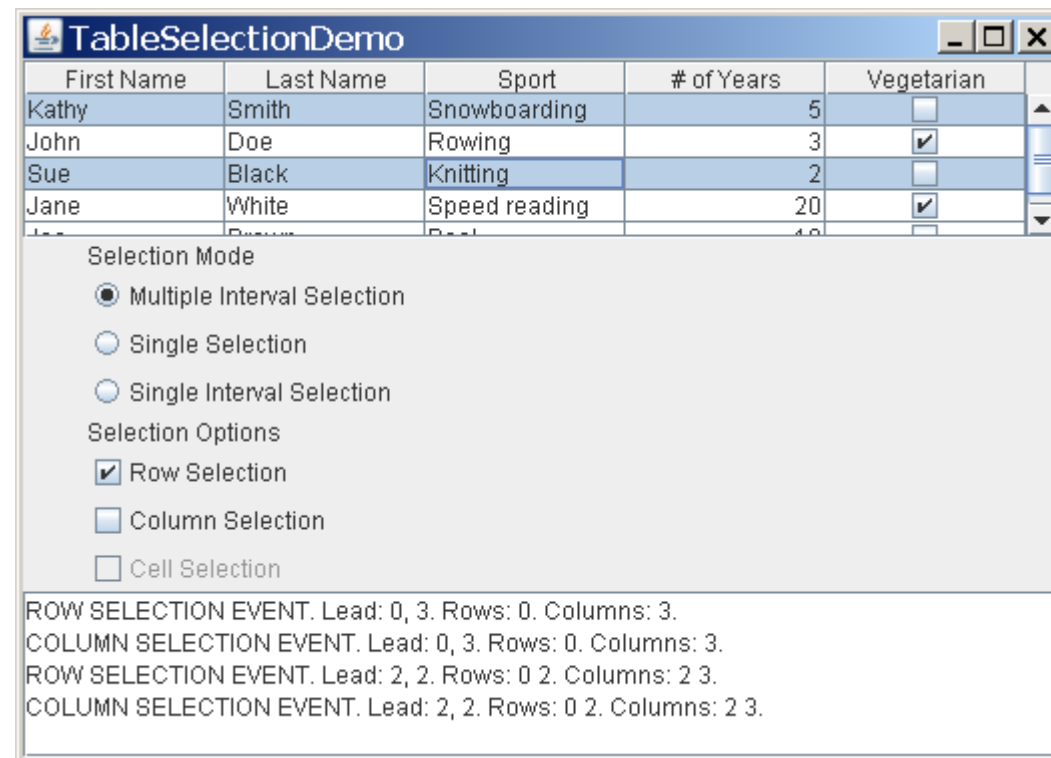 TableSelectionDemo
First Name Last Name Sport # of Years Vegetarian
Kathy Smith Snowboarding 5
John Doe Rowing 3
Sue Black Knitting 2
Jane White Speed reading 20
Selection Mode
Multiple Interval Selection
Single Selection
Single Interval Selection
Selection Options
Row Selection
Column Selection
Cell Selection
ROW SELECTION EVENT. Lead: 0, 3. Rows: 0. Columns: 3.
COLUMN SELECTION EVENT. Lead: 0, 3. Rows: 0. Columns: 3.
ROW SELECTION EVENT. Lead: 2, 2. Rows: 0 2. Columns: 2 3.
COLUMN SELECTION EVENT. Lead: 2, 2. Rows: 0 2. Columns: 2 3.